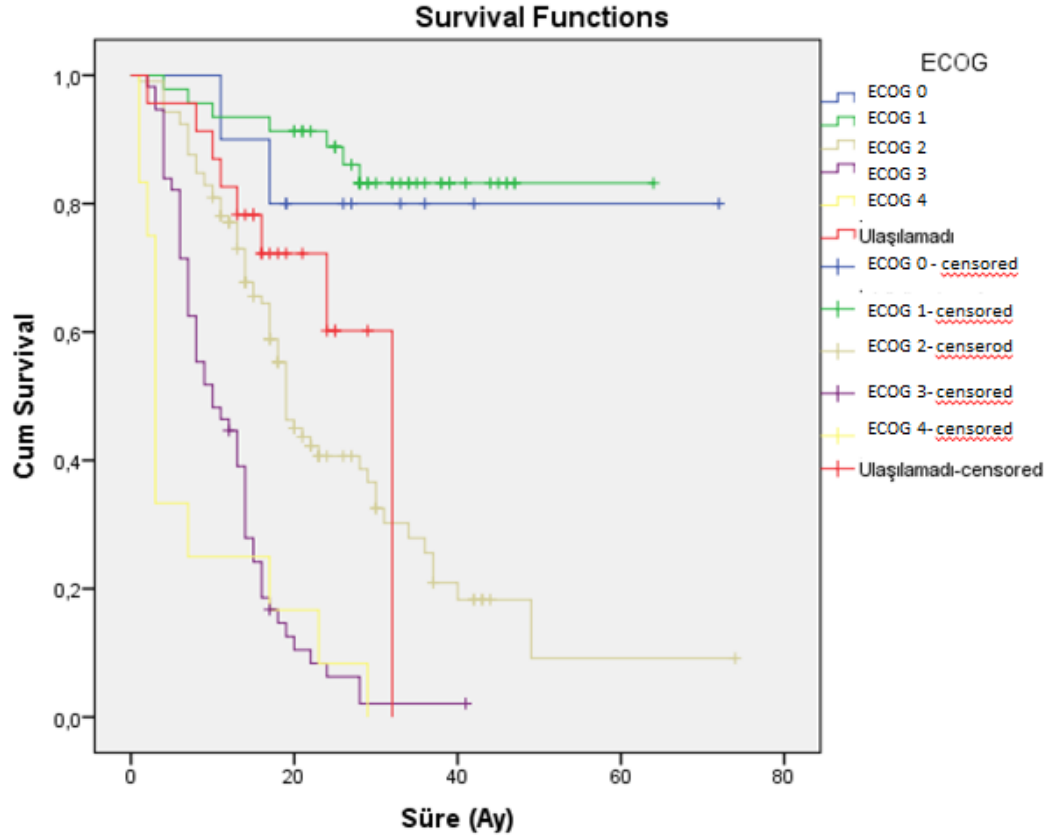 Survival Functions
Cum Survival
1,0
0,8
0,6
0,4
0,2
0,0
0
20
40
60
80
Süre (Ay)
ECOG
ECOG 0
ECOG 1
ECOG 2
ECOG 3
ECOG 4
Ulaşılamadı
ECOG 0 - censored
ECOG 1- censored
ECOG 2-censerod
ECOG 3- censored
ECOG 4- censored
Ulaşılamadı-censored